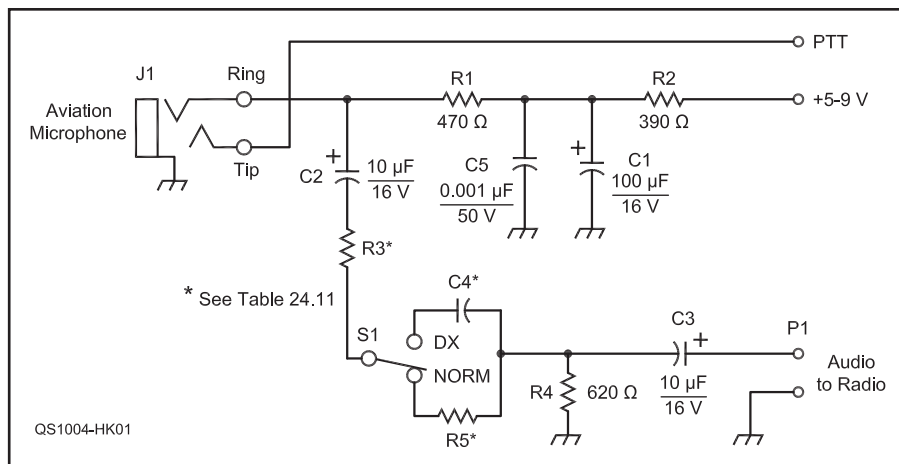 PTT
J1
Ring
R1
R2
Aviation
Microphone
470 Ω
390 Ω
+5-9 V
Tip
+
C2
10 µF
16 V
C5
0.001 µF
50 V
+
C1
100 µF
16 V
R3*
* See Table 24.11
C4*
S1
DX
NORM
R5*
C3
+
10 µF
16 V
R4
620 Ω
P1
Audio
to Radio
QS1004-HK01